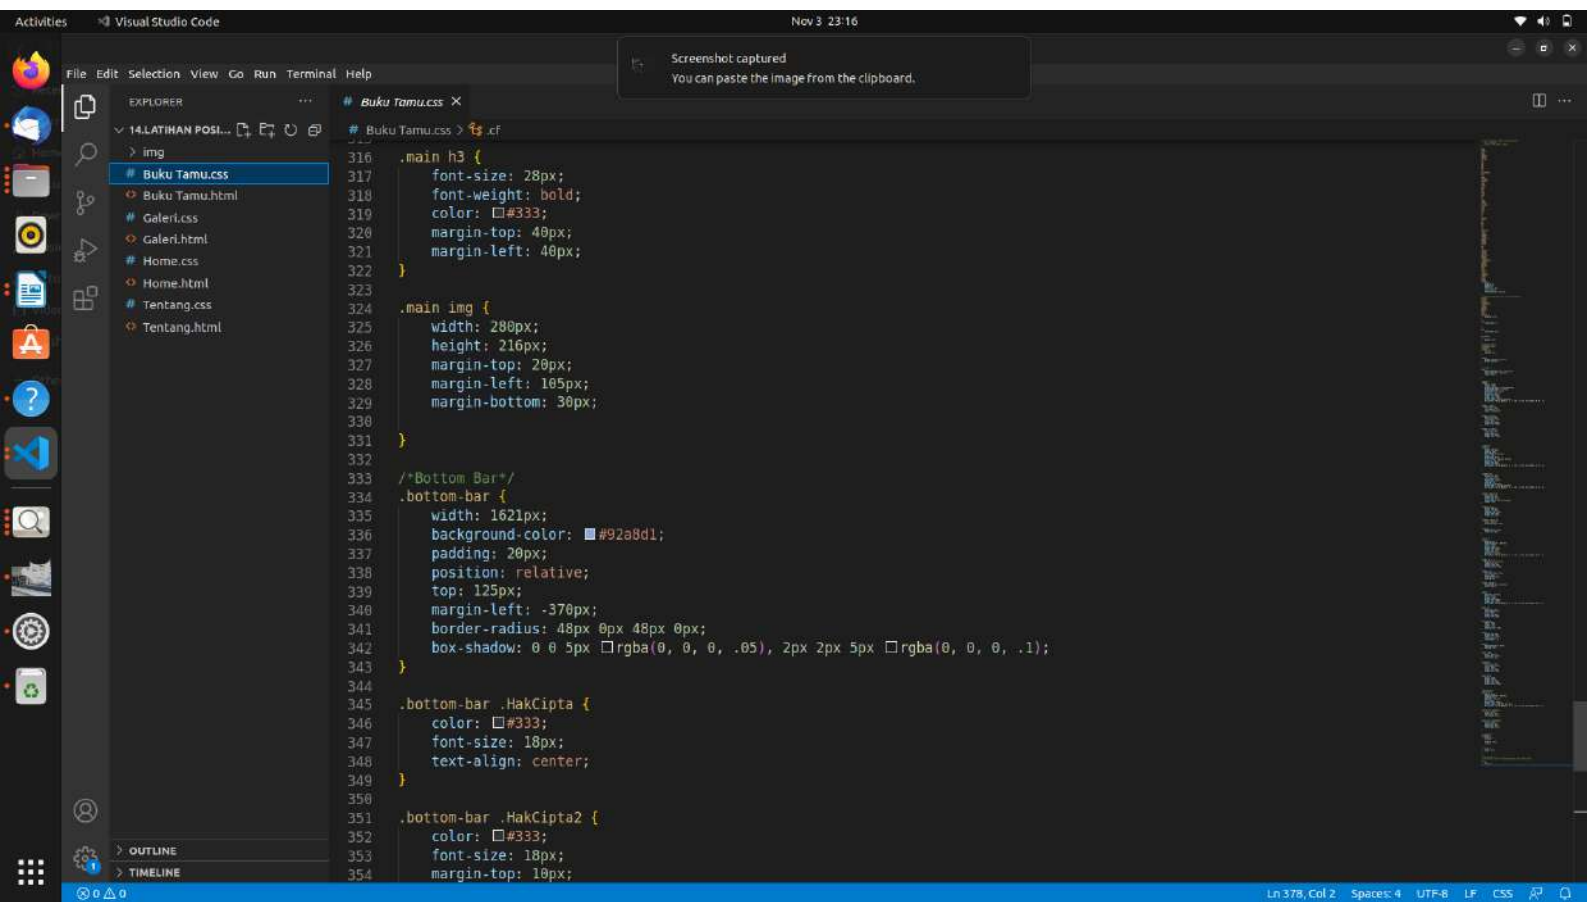 Activities Visual Studio Code Nov 3 23:16
Screenshot captured
You can paste the image from the clipboard.
File Edit Selection View Go Run Terminal Help
EXPLORER ···
14.LATIHAN POSI...
img
# Buku Tamu.css
Buku Tamu.html
# Galeri.css
Galeri.html
# Home.css
Home.html
# Tentang.css
Tentang.html
OUTLINE
TIMELINE
# Buku Tamu.css
# Buku Tamu.css > .cf
316 .main h3 {
317 font-size: 28px;
318 font-weight: bold;
319 color: #333;
320 margin-top: 40px;
321 margin-left: 40px;
322 }
323
324 .main img {
325 width: 280px;
326 height: 216px;
327 margin-top: 20px;
328 margin-left: 105px;
329 margin-bottom: 30px;
330
331 }
332
333 /*Bottom Bar*/
334 .bottom-bar {
335 width: 1621px;
336 background-color: #92a8d1;
337 padding: 20px;
338 position: relative;
339 top: 125px;
340 margin-left: -370px;
341 border-radius: 48px 0px 48px 0px;
342 box-shadow: 0 0 5px rgba(0, 0, 0, .05), 2px 2px 5px rgba(0, 0, 0, .1);
343 }
344
345 .bottom-bar .HakCipta {
346 color: #333;
347 font-size: 18px;
348 text-align: center;
349 }
350
351 .bottom-bar .HakCipta2 {
352 color: #333;
353 font-size: 18px;
354 margin-top: 10px;
1
0 0
Ln 378, Col 2 Spaces: 4 UTF-8 LF CSS